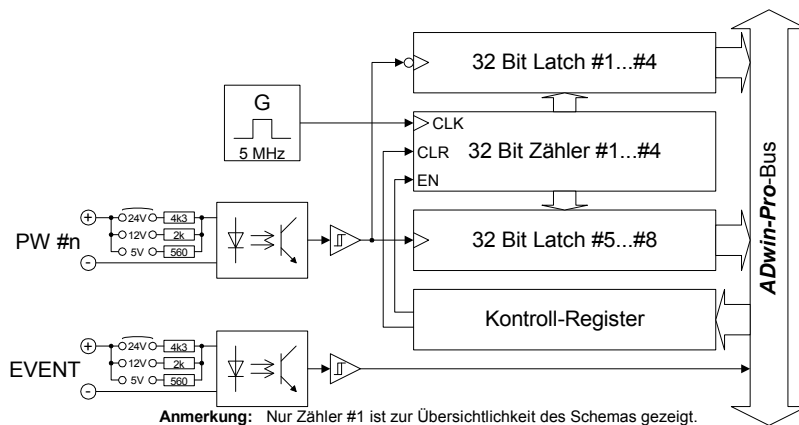 32 Bit Latch #1...#4
G
5 MHz
CLK
CLR
EN
32 Bit Zähler #1...#4
PW #n
+
-
24V
4k3
12V
2k
5V
560
32 Bit Latch #5...#8
Kontroll-Register
EVENT
+
-
24V
4k3
12V
2k
5V
560
ADwin-Pro-Bus
Anmerkung: Nur Zähler #1 ist zur Übersichtlichkeit des Schemas gezeigt.